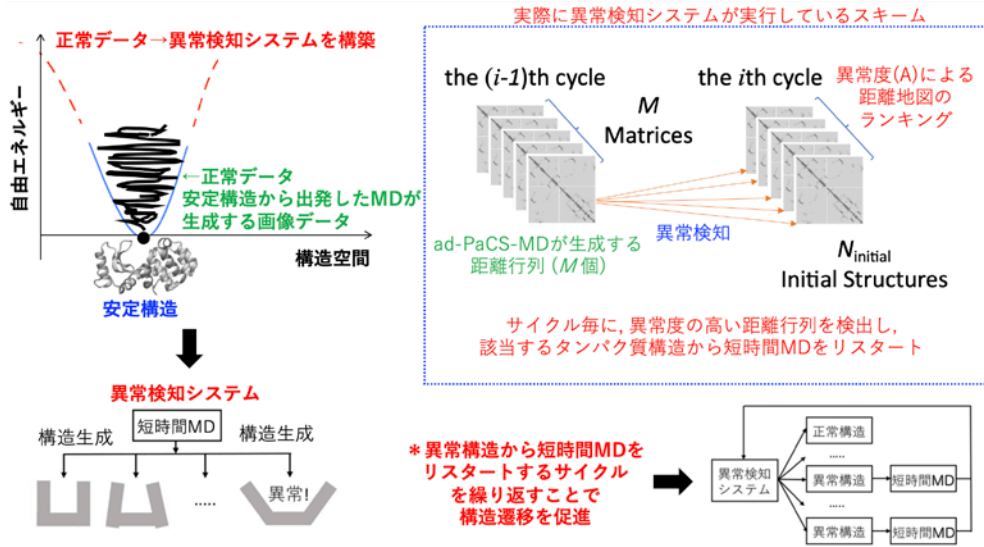 正常データ→異常検知システムを構築
自由エネルギー
←正常データ
安定構造から出発したMDが
生成する画像データ
構造空間
安定構造
異常検知システム
構造生成
短時間MD
構造生成
.....
異常!
実際に異常検知システムが実行しているスキーム
the (i-1)th cycle
M
Matrices
the ith cycle
異常度(A)による
距離地図の
ランキング
ad-PaCS-MDが生成する
距離行列 (M個)
異常検知
Ninitial
Initial Structures
サイクル毎に, 異常度の高い距離行列を検出し,
該当するタンパク質構造から短時間MDをリスタート
＊異常構造から短時間MDを
リスタートするサイクル
を繰り返すことで
構造遷移を促進
異常検知
システム
正常構造
.....
異常構造
短時間MD
.....
異常構造
短時間MD